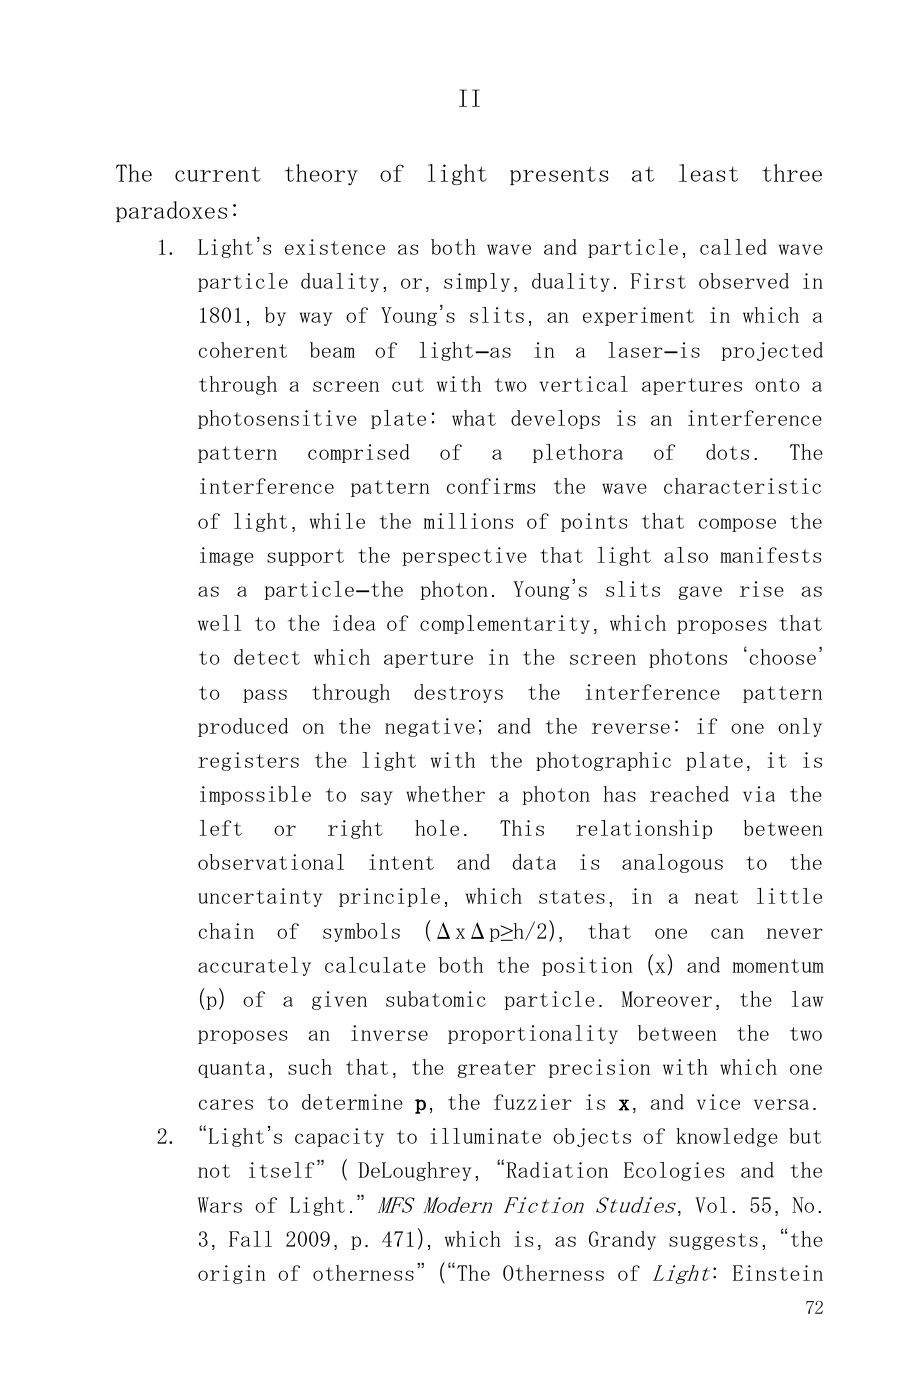 II
The current theory of light presents at least three
paradoxes:
1. Light's existence as both wave and particle, called wave
particle duality, or, simply, duality. First observed in
1801, by way of Young's slits, an experiment in which a
coherent beam of light—as in a laser—is projected
through a screen cut with two vertical apertures onto a
photosensitive plate: what develops is an interference
pattern comprised of a plethora of dots. The
interference pattern confirms the wave characteristic
of light, while the millions of points that compose the
image support the perspective that light also manifests
as a particle—the photon. Young's slits gave rise as
well to the idea of complementarity, which proposes that
to detect which aperture in the screen photons ‘choose’
to pass through destroys the interference pattern
produced on the negative; and the reverse: if one only
registers the light with the photographic plate, it is
impossible to say whether a photon has reached via the
left or right hole. This relationship between
observational intent and data is analogous to the
uncertainty principle, which states, in a neat little
chain of symbols (ΔxΔp≥h/2), that one can never
accurately calculate both the position (x) and momentum
(p) of a given subatomic particle. Moreover, the law
proposes an inverse proportionality between the two
quanta, such that, the greater precision with which one
cares to determine p, the fuzzier is x, and vice versa.
2. “Light's capacity to illuminate objects of knowledge but
not itself” ( DeLoughrey, “Radiation Ecologies and the
Wars of Light.” MFS Modern Fiction Studies, Vol. 55, No.
3, Fall 2009, p. 471), which is, as Grandy suggests, “the
origin of otherness” (“The Otherness of Light: Einstein
72